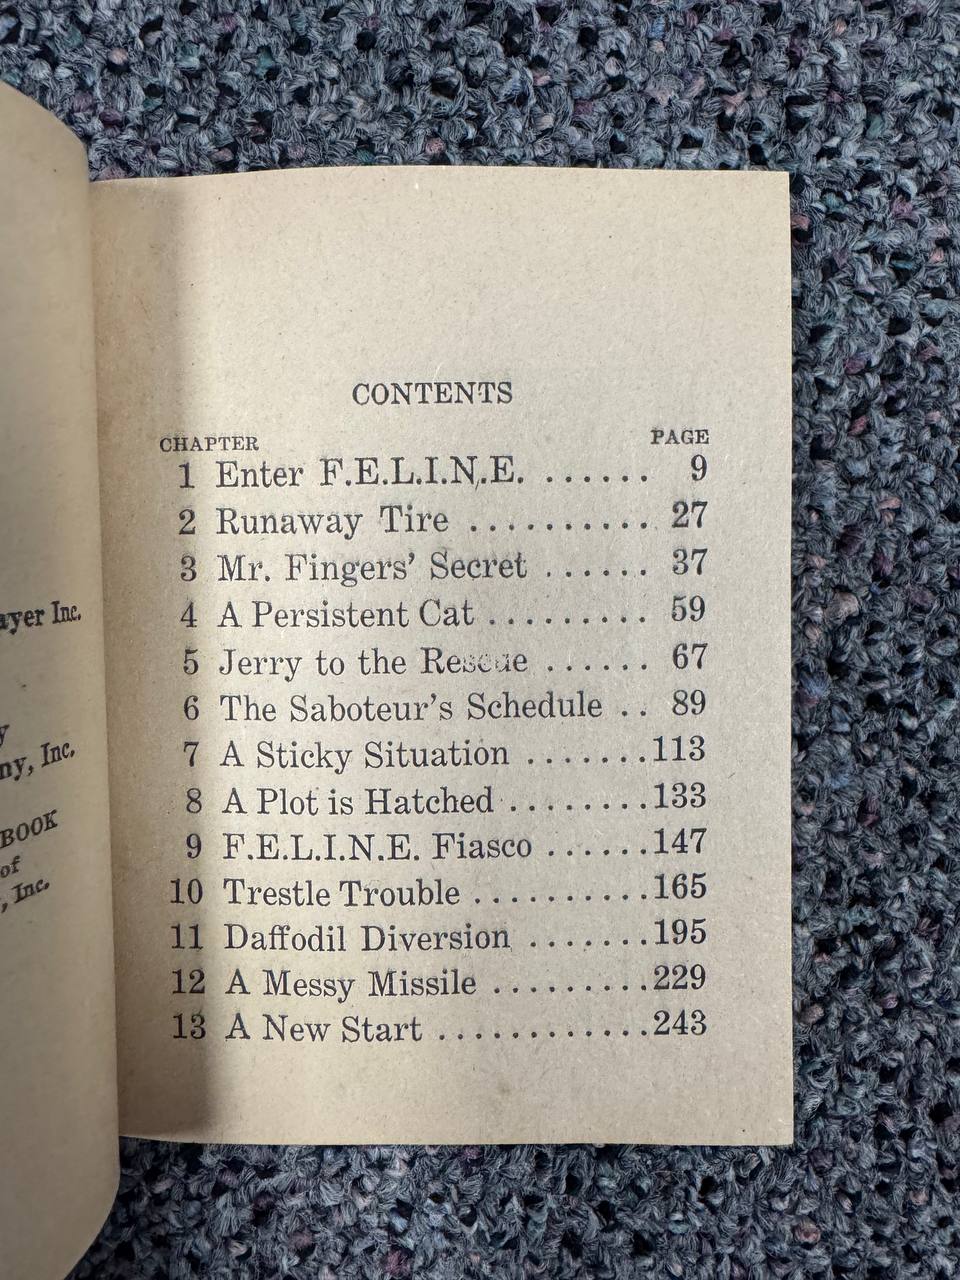 ayer Inc.
y
ny, Inc.
BOOK
of
, Inc.
CONTENTS
CHAPTER PAGE
1 Enter F.E.L.I.N.E. ...... 9
2 Runaway Tire .......... 27
3 Mr. Fingers' Secret ...... 37
4 A Persistent Cat ......... 59
5 Jerry to the Rescue ...... 67
6 The Saboteur's Schedule .. 89
7 A Sticky Situation .......113
8 A Plot is Hatched ........133
9 F.E.L.I.N.E. Fiasco ......147
10 Trestle Trouble ..........165
11 Daffodil Diversion .......195
12 A Messy Missile .........229
13 A New Start ............243